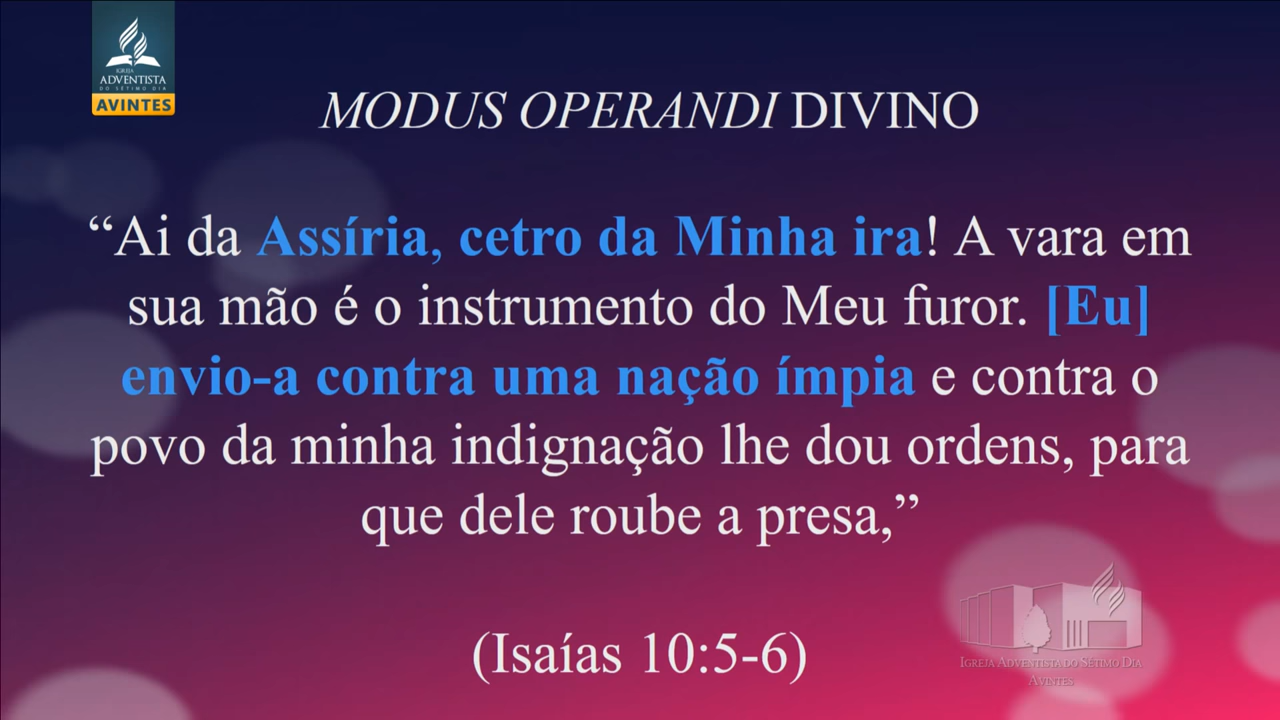 IGREJA
ADVENTISTA
DO SÉTIMO DIA
AVINTES
MODUS OPERANDI DIVINO
“Ai da Assíria, cetro da Minha ira! A vara em
sua mão é o instrumento do Meu furor. [Eu]
envio-a contra uma nação ímpia e contra o
povo da minha indignação lhe dou ordens, para
que dele roube a presa,”
(Isaías 10:5-6)
IGREJA ADVENTISTA DO SÉTIMO DIA
AVINTES